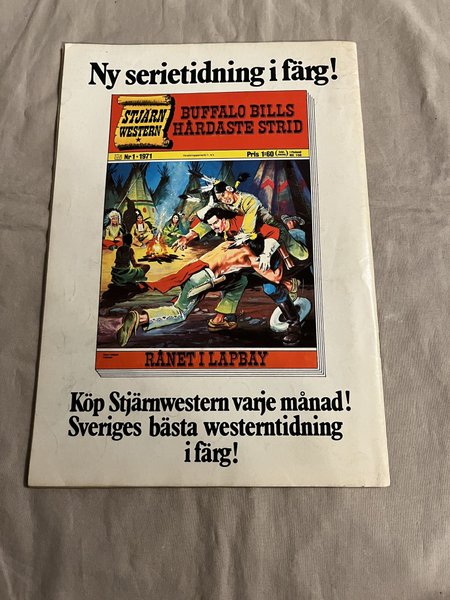 Ny serietidning i färg!
STJÄRN
WESTERN
BUFFALO BILLS
HÅRDASTE STRID
Nr 1 · 1971
Pris 1:60
RÅNET I LAPBAY
Köp Stjärnwestern varje månad!
Sveriges bästa westerntidning
i färg!